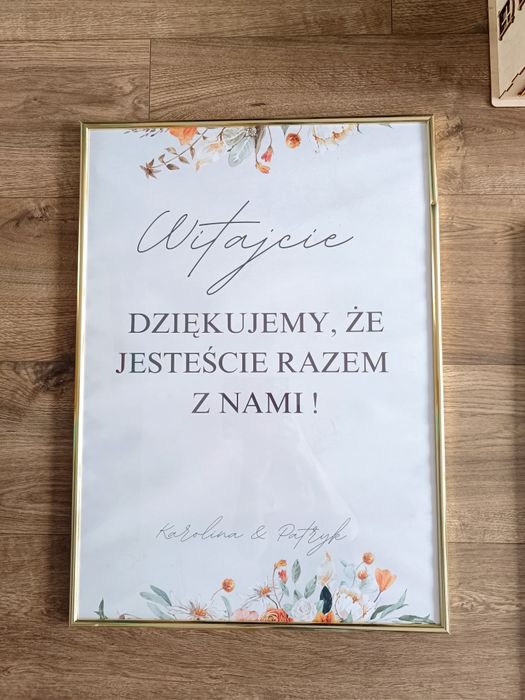 Witajcie
DZIĘKUJEMY, ŻE
JESTEŚCIE RAZEM
Z NAMI !
Karolina & Patryk